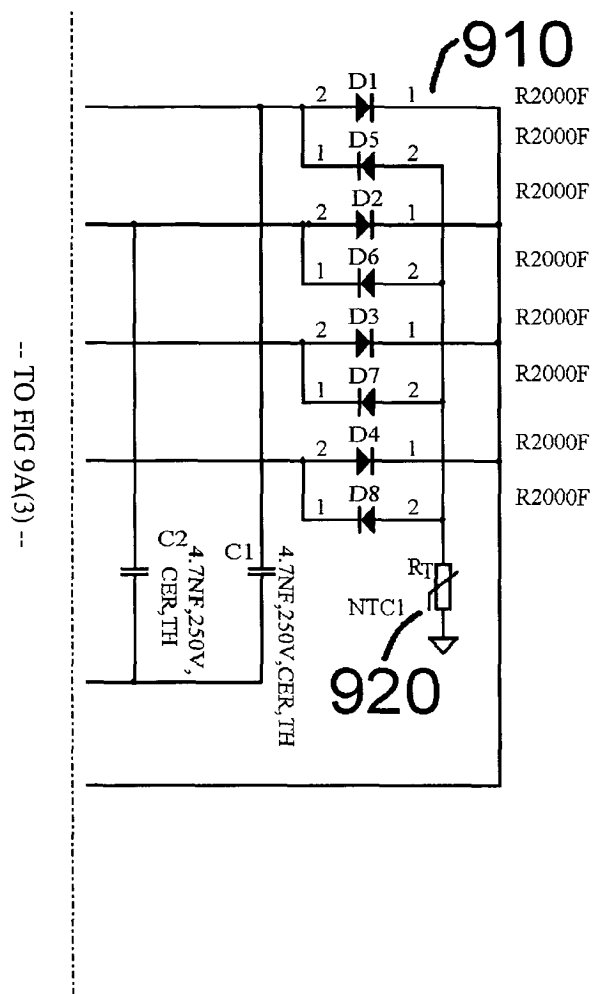 910
2 D1 1 R2000F
R2000F
1 D5 2
R2000F
2 D2 1
R2000F
1 D6 2
R2000F
2 D3 1
R2000F
1 D7 2
R2000F
2 D4 1
R2000F
1 D8 2
C2
4.7NF,250V,
CER,TH
C1
4.7NF,250V,CER,TH
RT
NTC1
920
-- TO FIG 9A(3) --